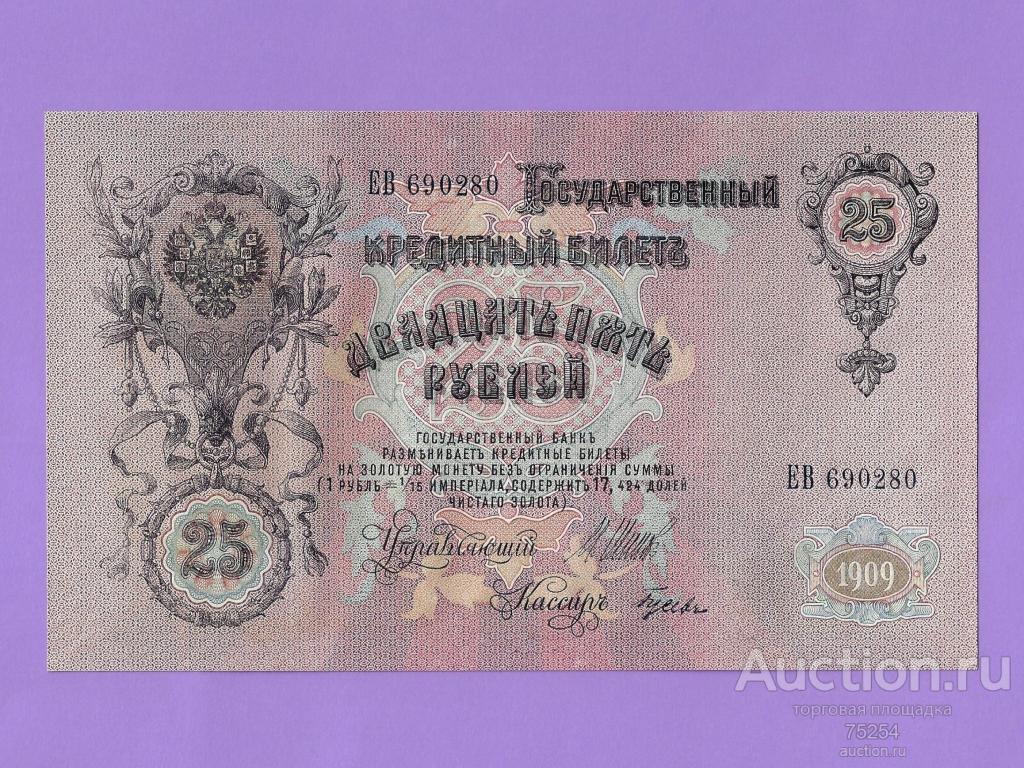 ЕВ 690280 Государственный
Кредитный Билетъ
25
Двадцать пять
рублей
25
Государственный Банкъ
размѣниваетъ кредитные билеты
на золотую монету безъ ограниченія суммы
(1 рубль = 1/15 имперіала, содержитъ 17,424 долей
чистаго золота)
ЕВ 690280
Управляющій
25
1909
Кассиръ
Auction.ru
торговая площадка
75254
auction.ru